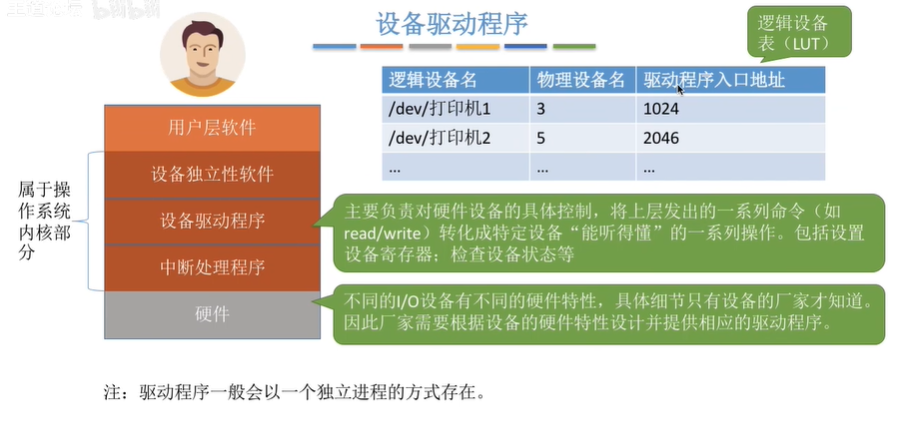 设备驱动程序
逻辑设备
表（LUT）
逻辑设备名 物理设备名 驱动程序入口地址
/dev/打印机1 3 1024
/dev/打印机2 5 2046
... ... ...
用户层软件
设备独立性软件
设备驱动程序
中断处理程序
硬件
属于操
作系统
内核部
分
主要负责对硬件设备的具体控制，将上层发出的一系列命令（如
read/write）转化成特定设备“能听得懂”的一系列操作。包括设置
设备寄存器；检查设备状态等
不同的I/O设备有不同的硬件特性，具体细节只有设备的厂家才知道。
因此厂家需要根据设备的硬件特性设计并提供相应的驱动程序。
注：驱动程序一般会以一个独立进程的方式存在。